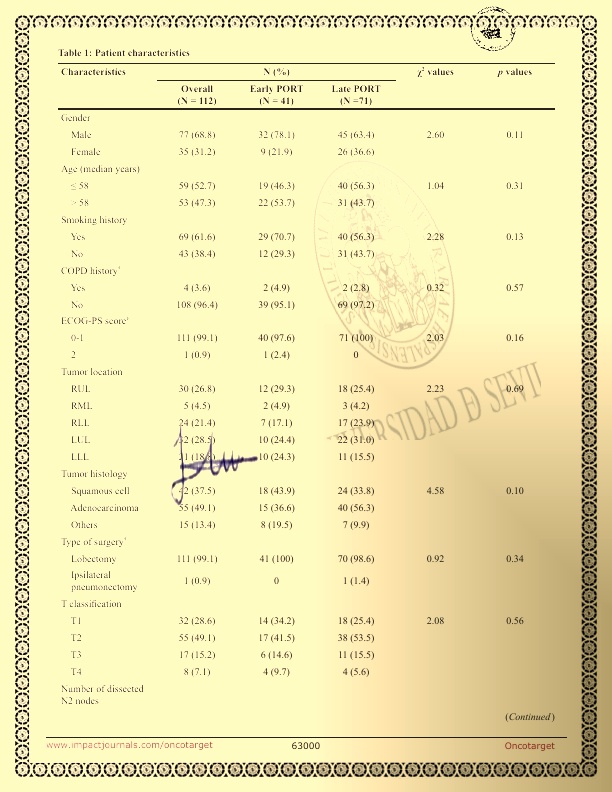 Table 1: Patient characteristics
Characteristics N (%) χ² values p values
Overall (N = 112) Early PORT (N = 41) Late PORT (N =71)
Gender
Male 77 (68.8) 32 (78.1) 45 (63.4) 2.60 0.11
Female 35 (31.2) 9 (21.9) 26 (36.6)
Age (median years)
≤ 58 59 (52.7) 19 (46.3) 40 (56.3) 1.04 0.31
> 58 53 (47.3) 22 (53.7) 31 (43.7)
Smoking history
Yes 69 (61.6) 29 (70.7) 40 (56.3) 2.28 0.13
No 43 (38.4) 12 (29.3) 31 (43.7)
COPD history
Yes 4 (3.6) 2 (4.9) 2 (2.8) 0.32 0.57
No 108 (96.4) 39 (95.1) 69 (97.2)
ECOG-PS score
0-1 111 (99.1) 40 (97.6) 71 (100) 2.03 0.16
2 1 (0.9) 1 (2.4) 0
Tumor location
RUL 30 (26.8) 12 (29.3) 18 (25.4) 2.23 0.69
RML 5 (4.5) 2 (4.9) 3 (4.2)
RLL 24 (21.4) 7 (17.1) 17 (23.9)
LUL (28.5) 10 (24.4) 22 (31.0)
LLL 10 (24.3) 11 (15.5)
Tumor histology
Squamous cell (37.5) 18 (43.9) 24 (33.8) 4.58 0.10
Adenocarcinoma 55 (49.1) 15 (36.6) 40 (56.3)
Others 15 (13.4) 8 (19.5) 7 (9.9)
Type of surgery
Lobectomy 111 (99.1) 41 (100) 70 (98.6) 0.92 0.34
Ipsilateral pneumonectomy 1 (0.9) 0 1 (1.4)
T classification
T1 32 (28.6) 14 (34.2) 18 (25.4) 2.08 0.56
T2 55 (49.1) 17 (41.5) 38 (53.5)
T3 17 (15.2) 6 (14.6) 11 (15.5)
T4 8 (7.1) 4 (9.7) 4 (5.6)
Number of dissected
N2 nodes
(Continued)
www.impactjournals.com/oncotarget 63000 Oncotarget